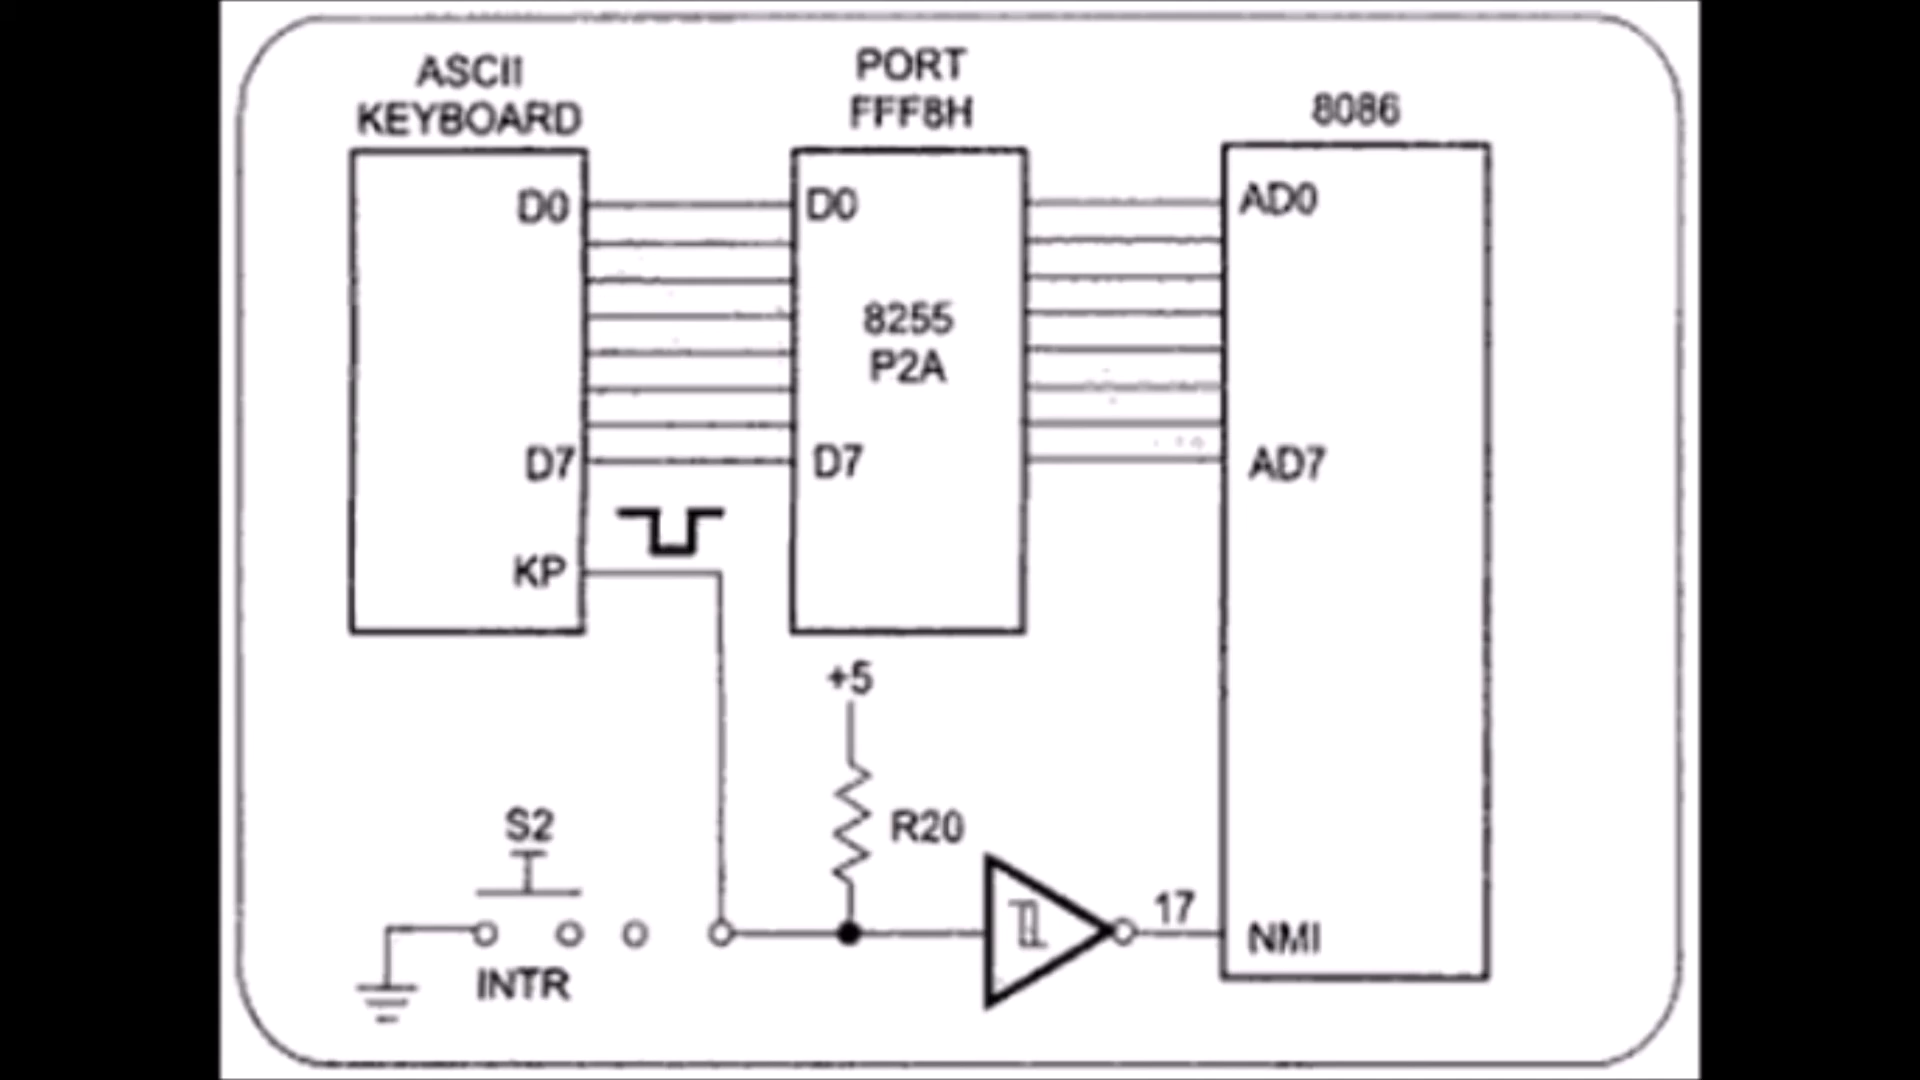 ASCII
KEYBOARD
PORT
FFF8H
8086
D0
D0
AD0
8255
P2A
D7
D7
AD7
KP
+5
S2
R20
17
NMI
INTR